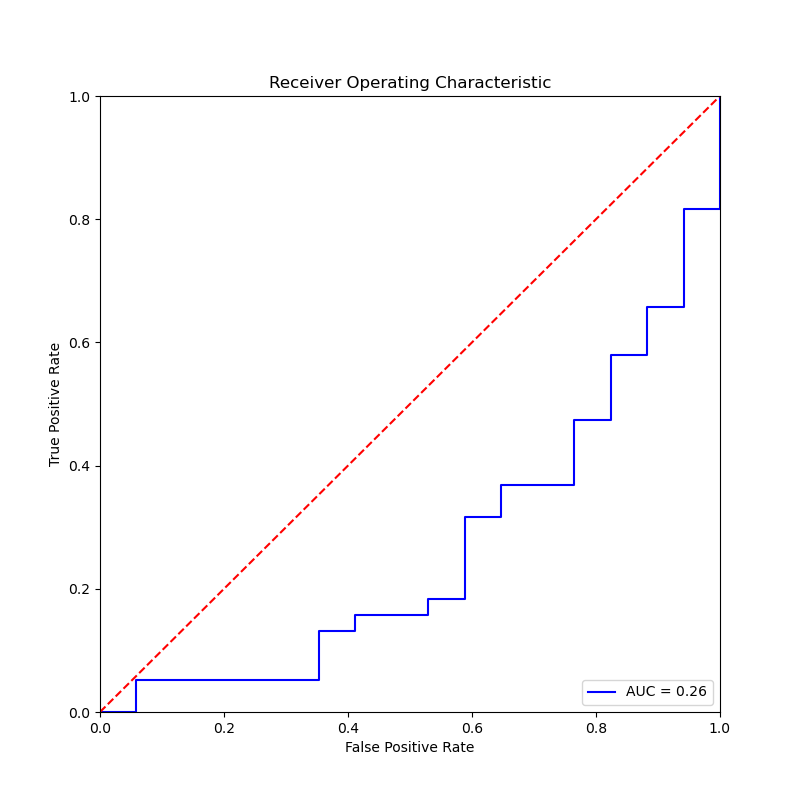 Receiver Operating Characteristic
1.0
0.8
0.6
0.4
0.2
0.0
True Positive Rate
AUC = 0.26
0.0 0.2 0.4 0.6 0.8 1.0
False Positive Rate